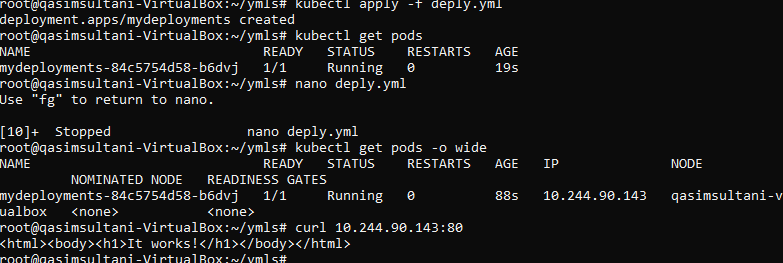 root@qasimsultani-VirtualBox:~/ymls# kubectl apply -f deply.yml
deployment.apps/mydeployments created
root@qasimsultani-VirtualBox:~/ymls# kubectl get pods
NAME READY STATUS RESTARTS AGE
mydeployments-84c5754d58-b6dvj 1/1 Running 0 19s
root@qasimsultani-VirtualBox:~/ymls# nano deply.yml
Use "fg" to return to nano.
[10]+ Stopped nano deply.yml
root@qasimsultani-VirtualBox:~/ymls# kubectl get pods -o wide
NAME READY STATUS RESTARTS AGE IP NODE
NOMINATED NODE READINESS GATES
mydeployments-84c5754d58-b6dvj 1/1 Running 0 88s 10.244.90.143 qasimsultani-v
ualbox <none> <none>
root@qasimsultani-VirtualBox:~/ymls# curl 10.244.90.143:80
<html><body><h1>It works!</h1></body></html>
root@qasimsultani-VirtualBox:~/ymls#